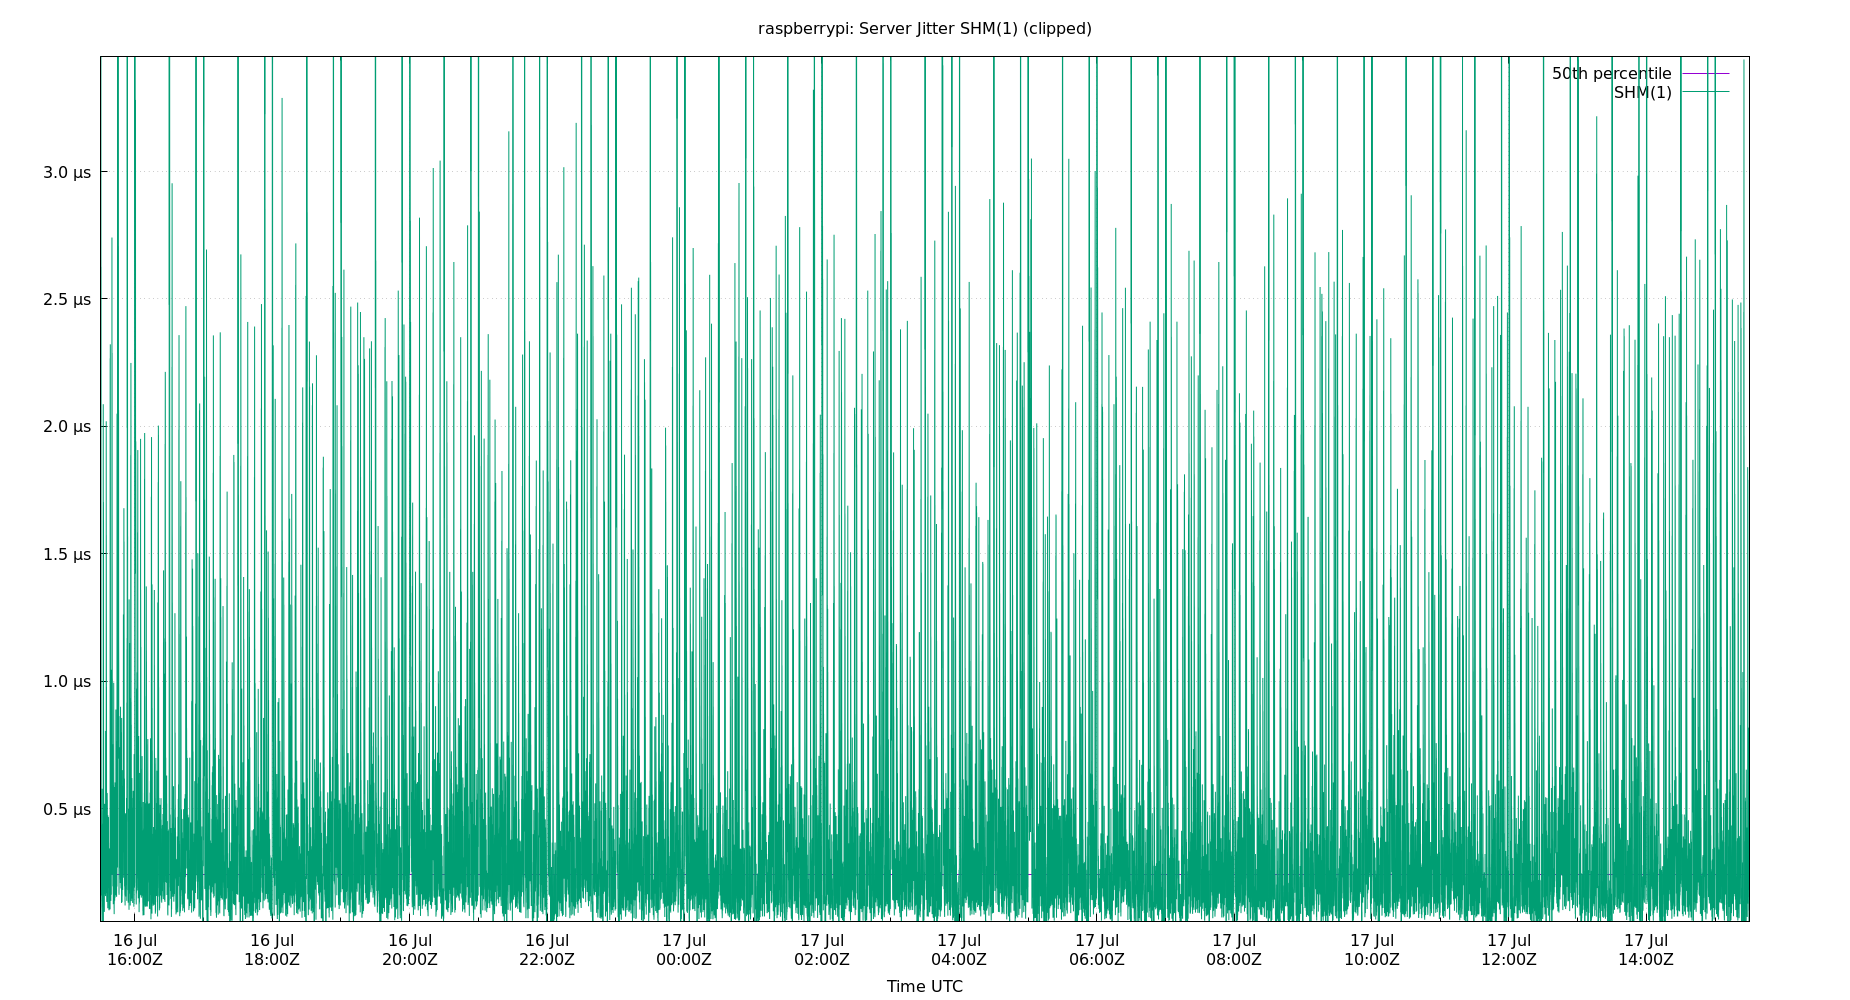 raspberrypi: Server Jitter SHM(1) (clipped)
50th percentile
SHM(1)
3.0 µs
2.5 µs
2.0 µs
1.5 µs
1.0 µs
0.5 µs
16 Jul 16 Jul 16 Jul 16 Jul 17 Jul 17 Jul 17 Jul 17 Jul 17 Jul 17 Jul 17 Jul 17 Jul
16:00Z 18:00Z 20:00Z 22:00Z 00:00Z 02:00Z 04:00Z 06:00Z 08:00Z 10:00Z 12:00Z 14:00Z
Time UTC